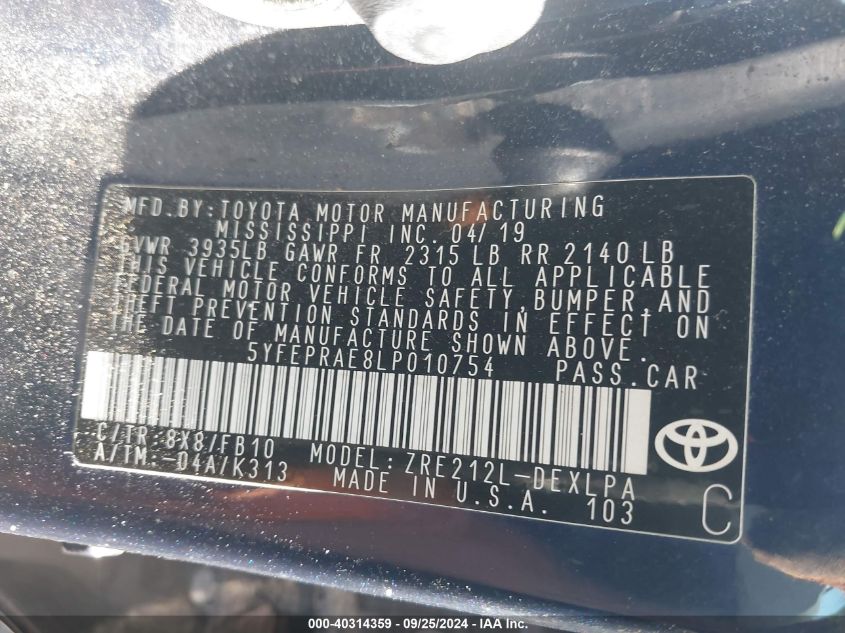 MFD.BY:TOYOTA MOTOR MANUFACTURING
MISSISSIPPI INC. 04/19
GVWR 3935LB GAWR FR 2315 LB RR 2140 LB
THIS VEHICLE CONFORMS TO ALL APPLICABLE
FEDERAL MOTOR VEHICLE SAFETY,BUMPER,AND
THEFT PREVENTION STANDARDS IN EFFECT ON
THE DATE OF MANUFACTURE SHOWN ABOVE.
5YFEPRAE8LP010754 PASS.CAR
C/TR: 8X8/FB10 MODEL:ZRE212L-DEXLPA
A/TM: 04A/K313 MADE IN U.S.A. 103
C
000-40314359 - 09/25/2024 - IAA Inc.